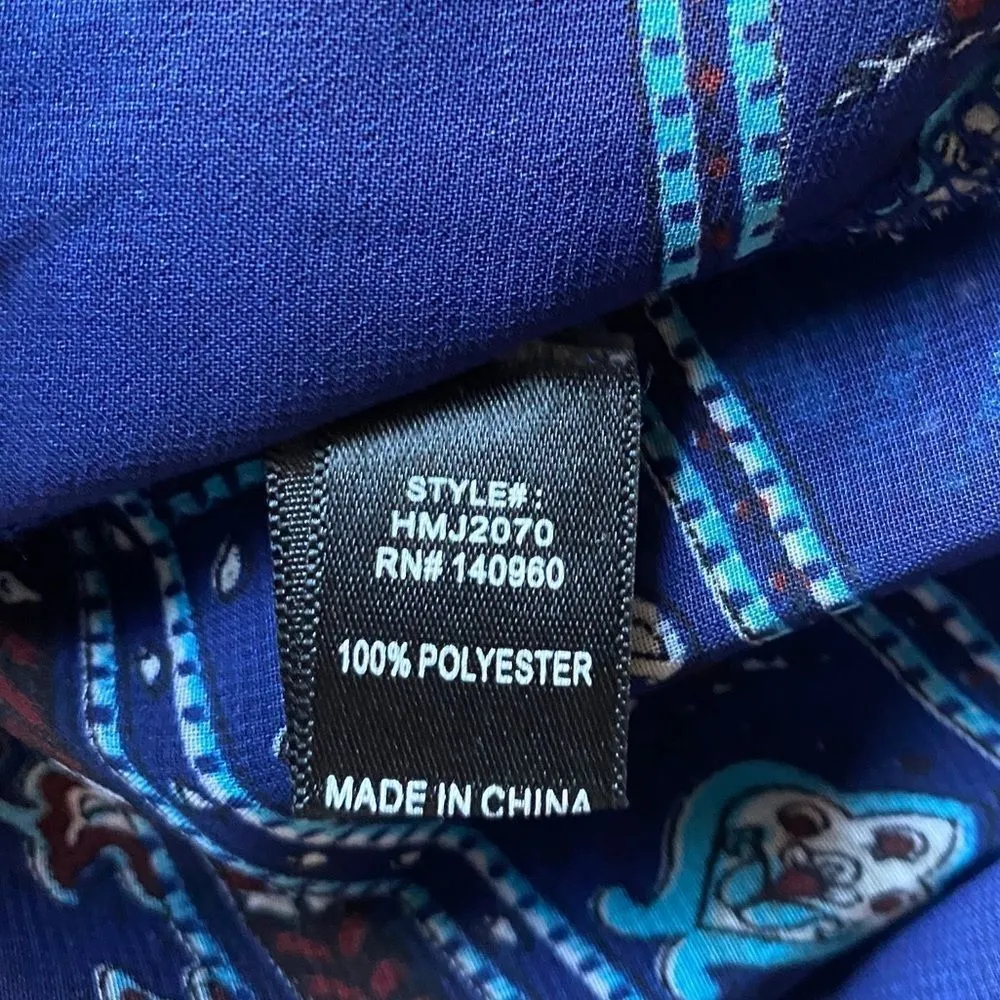 STYLE#:
HMJ2070
RN# 140960
100% POLYESTER
MADE IN CHINA